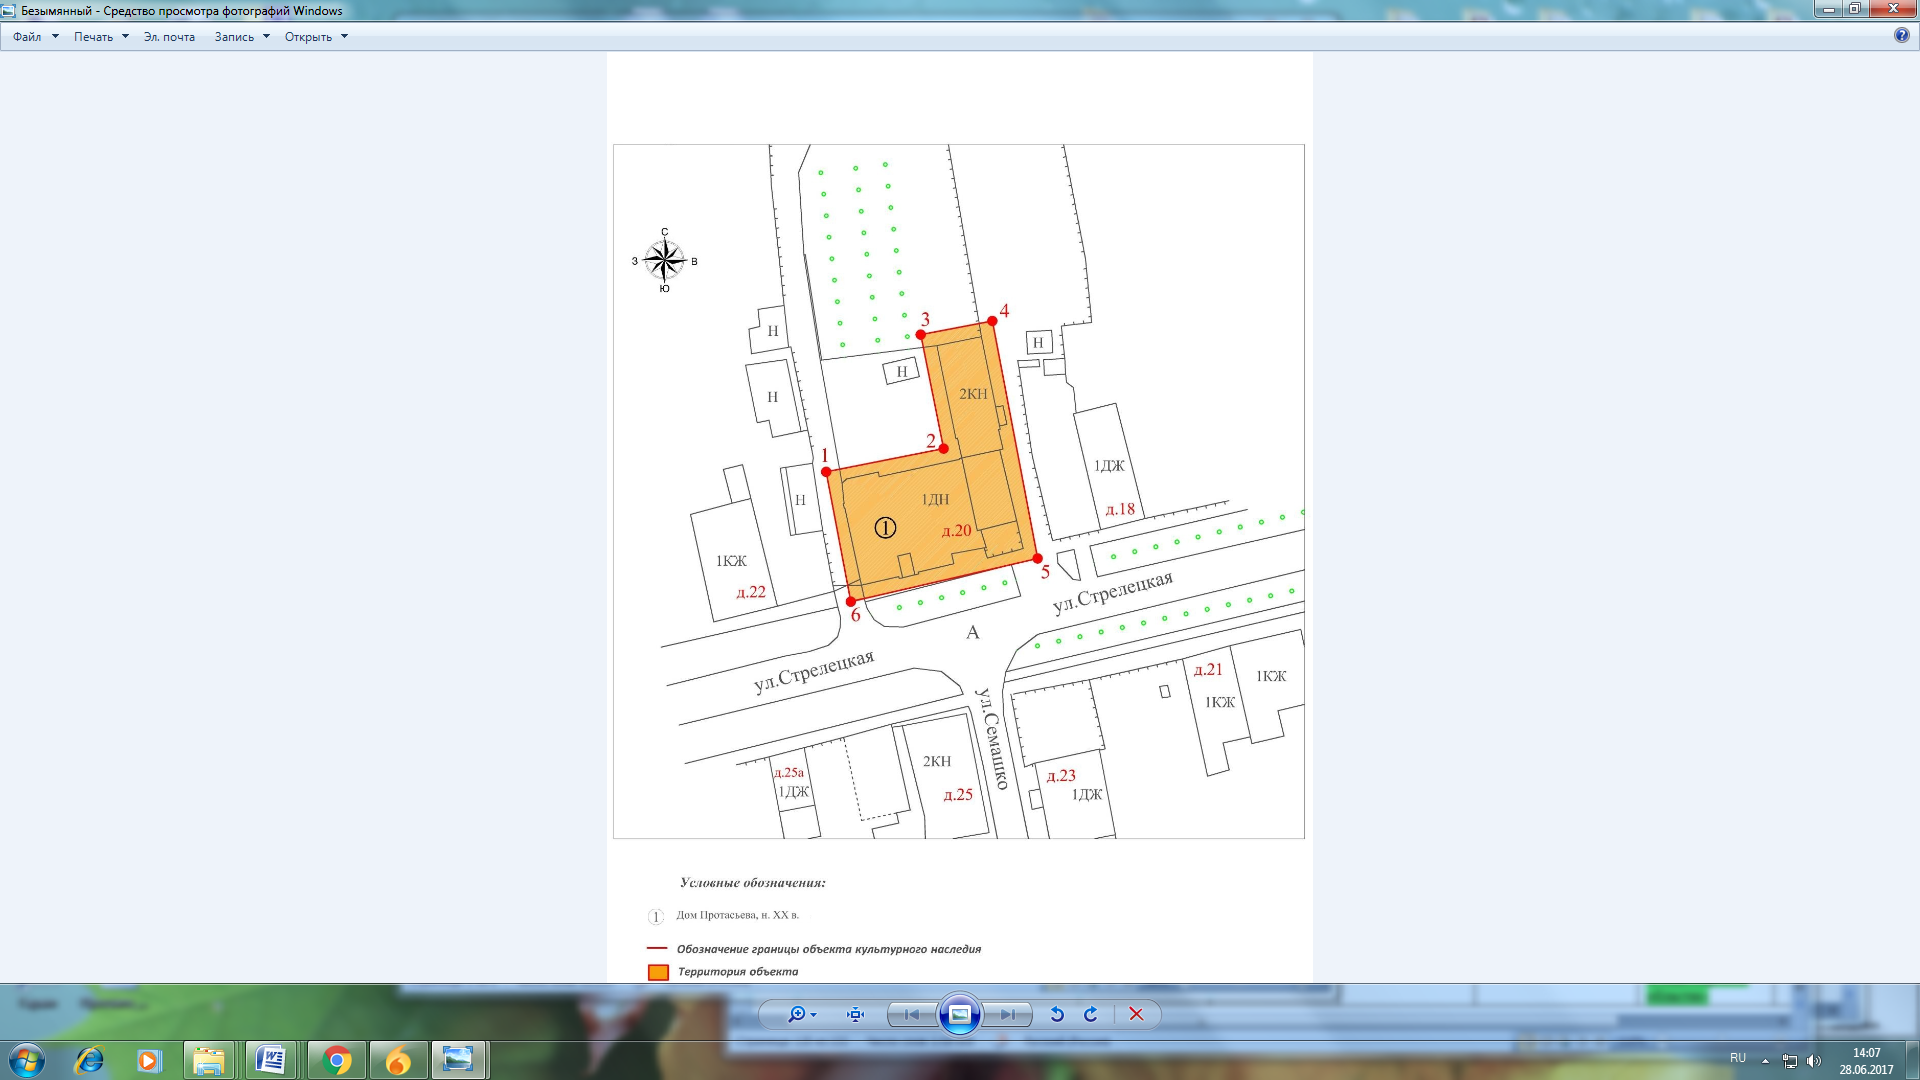 Безымянный - Средство просмотра фотографий Windows
Файл Печать Эл. почта Запись Открыть
С
З В
Ю
3 4
Н Н
Н 2КН
Н
2
1
1ДЖ
Н 1ДН
д.18
1 д.20
1КЖ
д.22
5
ул.Стрелецкая
6
А
ул.Стрелецкая
д.21
1КЖ
1КЖ
ул.Семашко
2КН
д.25а
1ДЖ
д.25
д.23
1ДЖ
Условные обозначения:
1 Дом Протасьева, н. XX в.
Обозначение границы объекта культурного наследия
Территория объекта
RU
14:07
28.06.2017